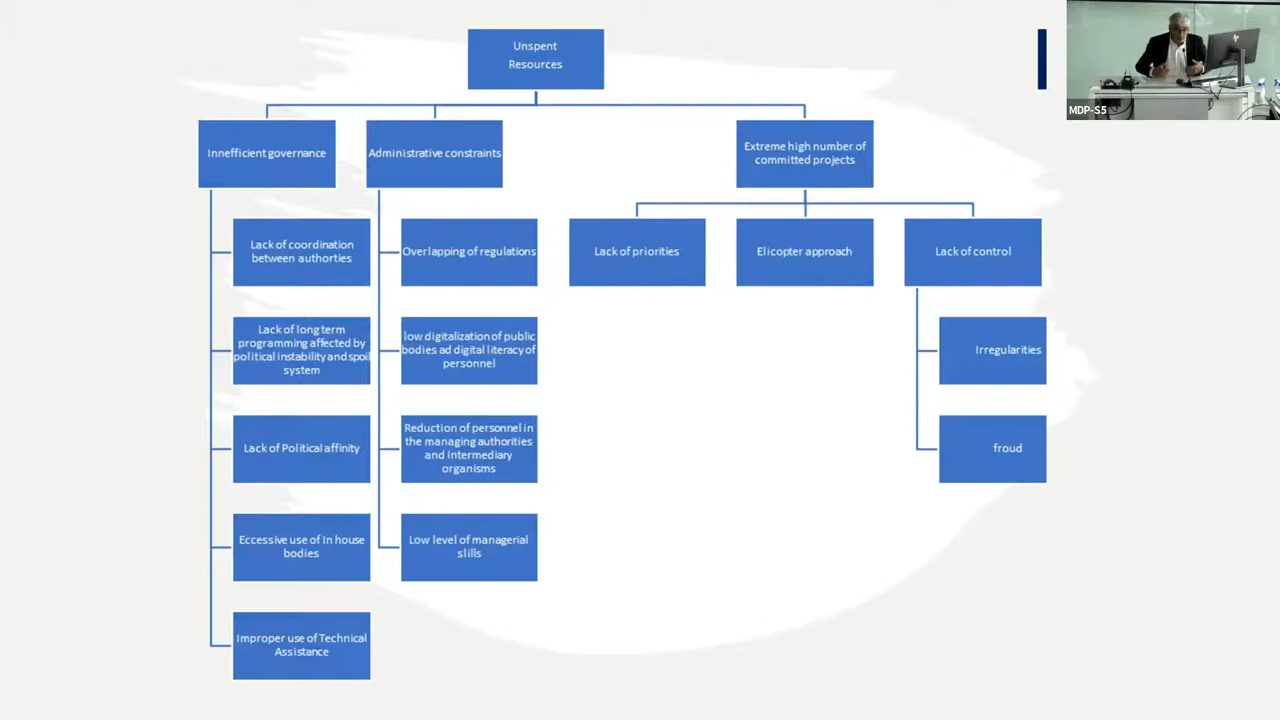 Unspent
Resources
Innefficient governance
Administrative constraints
Extreme high number of
committed projects
Lack of coordination
between authorties
Lack of long term
programming affected by
political instability and spoil
system
Lack of Political affinity
Eccessive use of In house
bodies
Improper use of Technical
Assistance
Overlapping of regulations
low digitalization of public
bodies ad digital literacy of
personnel
Reduction of personnel in
the managing authorities
and intermediary
organisms
Low level of managerial
slills
Lack of priorities
Elicopter approach
Lack of control
Irregularities
froud
MDP-S5